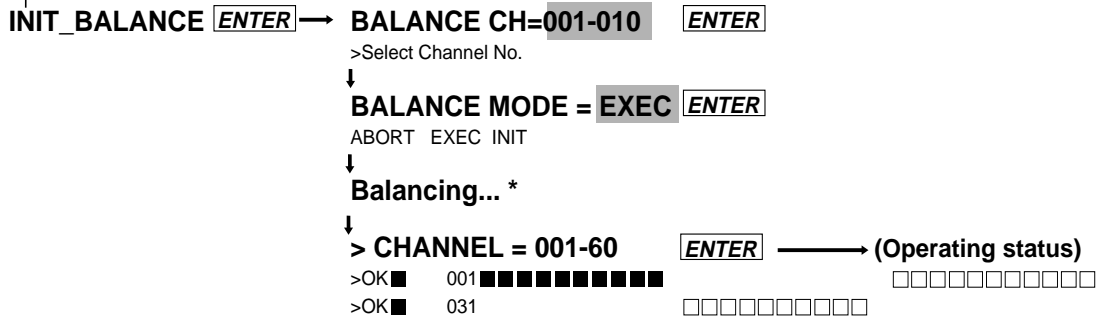 INIT_BALANCE ENTER → BALANCE CH=001-010 ENTER
>Select Channel No.
↓
BALANCE MODE = EXEC ENTER
ABORT EXEC INIT
↓
Balancing... *
↓
> CHANNEL = 001-60 ENTER → (Operating status)
>OK■ 001■■■■■■■■■■ □□□□□□□□□□□
>OK■ 031 □□□□□□□□□□